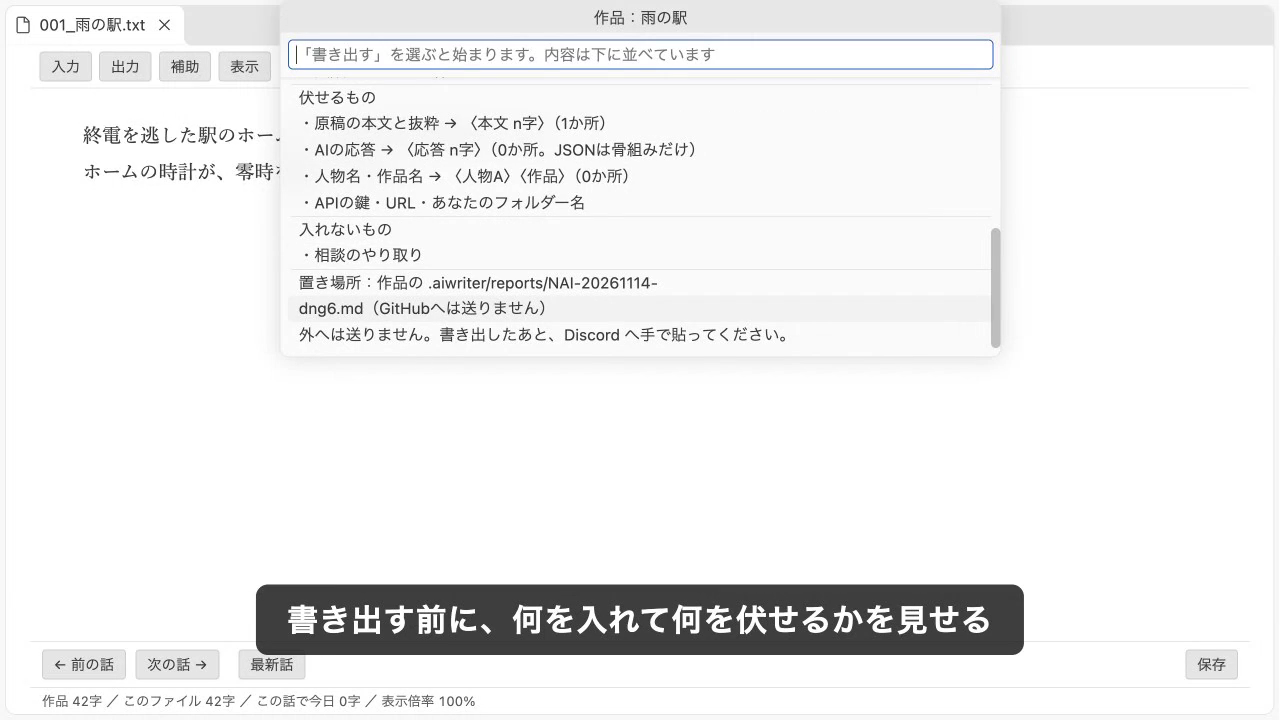 001_雨の駅.txt
作品：雨の駅
「書き出す」を選ぶと始まります。内容は下に並べています
入力 出力 補助 表示
伏せるもの
・原稿の本文と抜粋 → 〈本文 n字〉（1か所）
・AIの応答 → 〈応答 n字〉（0か所。JSONは骨組みだけ）
・人物名・作品名 → 〈人物A〉〈作品〉（0か所）
・APIの鍵・URL・あなたのフォルダー名
入れないもの
・相談のやり取り
置き場所：作品の .aiwriter/reports/NAI-20261114-
dng6.md（GitHubへは送りません）
外へは送りません。書き出したあと、Discord へ手で貼ってください。
終電を逃した駅のホー
ホームの時計が、零時
書き出す前に、何を入れて何を伏せるかを見せる
← 前の話 次の話 → 最新話 保存
作品 42字 ／ このファイル 42字 ／ この話で今日 0字 ／ 表示倍率 100%